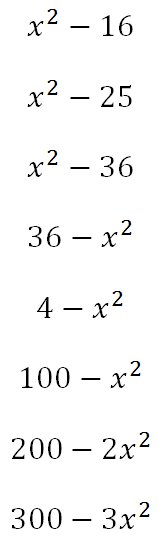 x² − 16
x² − 25
x² − 36
36 − x²
4 − x²
100 − x²
200 − 2x²
300 − 3x²